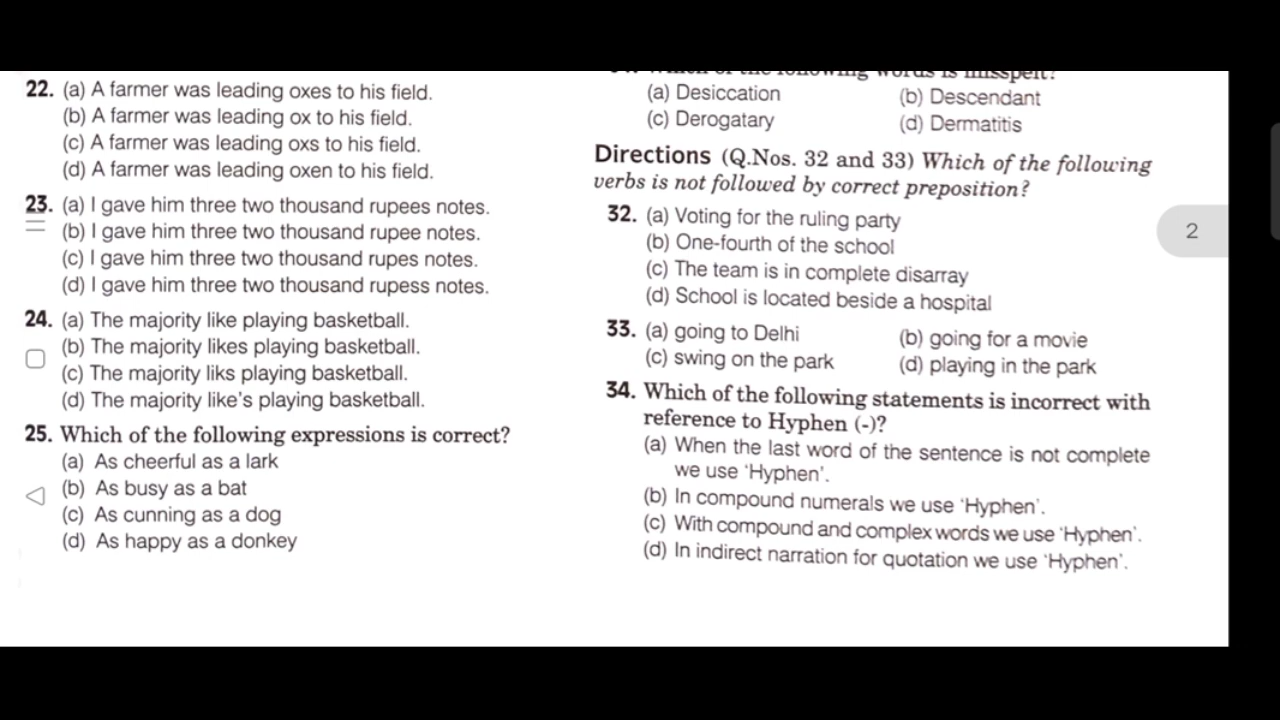 22. (a) A farmer was leading oxes to his field.
(b) A farmer was leading ox to his field.
(c) A farmer was leading oxs to his field.
(d) A farmer was leading oxen to his field.
23. (a) I gave him three two thousand rupees notes.
(b) I gave him three two thousand rupee notes.
(c) I gave him three two thousand rupes notes.
(d) I gave him three two thousand rupess notes.
24. (a) The majority like playing basketball.
(b) The majority likes playing basketball.
(c) The majority liks playing basketball.
(d) The majority like's playing basketball.
25. Which of the following expressions is correct?
(a) As cheerful as a lark
(b) As busy as a bat
(c) As cunning as a dog
(d) As happy as a donkey
Which of the following words is misspelt?
(a) Desiccation (b) Descendant
(c) Derogatary (d) Dermatitis
Directions (Q.Nos. 32 and 33) Which of the following
verbs is not followed by correct preposition?
32. (a) Voting for the ruling party
(b) One-fourth of the school
(c) The team is in complete disarray
(d) School is located beside a hospital
33. (a) going to Delhi (b) going for a movie
(c) swing on the park (d) playing in the park
34. Which of the following statements is incorrect with
reference to Hyphen (-)?
(a) When the last word of the sentence is not complete
we use 'Hyphen'.
(b) In compound numerals we use 'Hyphen'.
(c) With compound and complex words we use 'Hyphen'.
(d) In indirect narration for quotation we use 'Hyphen'.
2